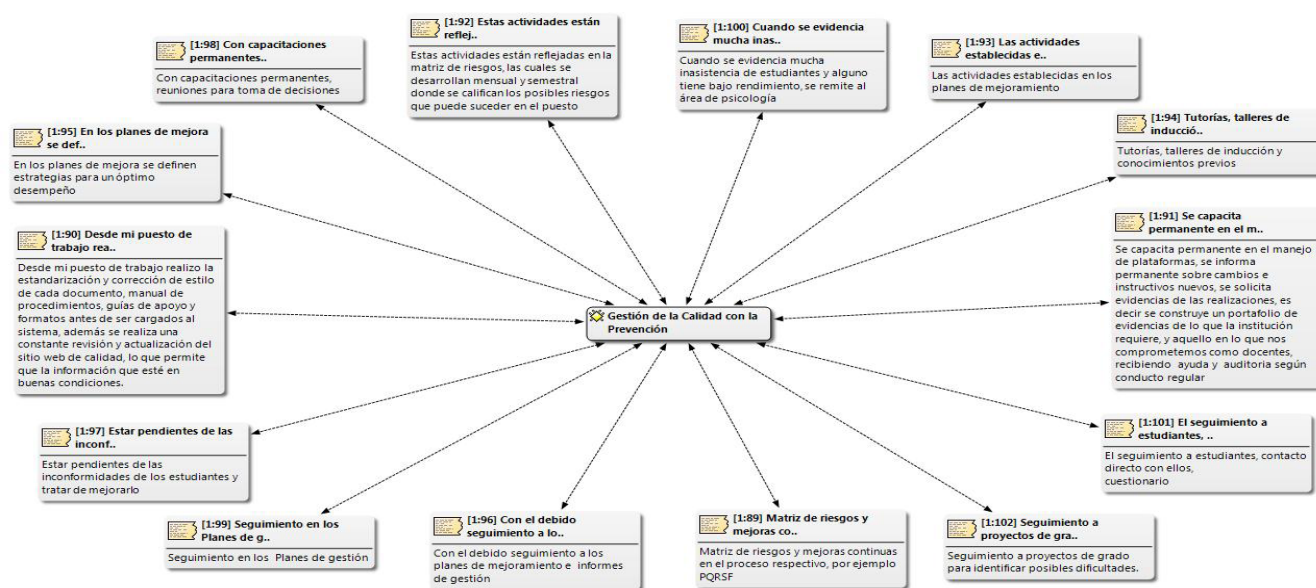 [1:92] Estas actividades están
reflej..
Estas actividades están reflejadas en la
matriz de riesgos, las cuales se
desarrollan mensual y semestral
donde se califican los posibles riesgos
que puede suceder en el puesto
[1:100] Cuando se evidencia
mucha inas..
Cuando se evidencia mucha
inasistencia de estudiantes y alguno
tiene bajo rendimiento, se remite al
área de psicología
[1:98] Con capacitaciones
permanentes..
Con capacitaciones permanentes,
reuniones para toma de decisiones
[1:93] Las actividades
establecidas e..
Las actividades establecidas en los
planes de mejoramiento
[1:94] Tutorías, talleres de
inducció..
Tutorías, talleres de inducción y
conocimientos previos
[1:95] En los planes de mejora
se def..
En los planes de mejora se definen
estrategias para un óptimo
desempeño
[1:91] Se capacita
permanente en el m..
Se capacita permanente en el manejo
de plataformas, se informa
permanente sobre cambios e
instructivos nuevos, se solicita
evidencias de las realizaciones, es
decir se construye un portafolio de
evidencias de lo que la institución
requiere, y aquello en lo que nos
comprometemos como docentes,
recibiendo ayuda y auditoria según
conducto regular
[1:90] Desde mi puesto de
trabajo rea..
Desde mi puesto de trabajo realizo la
estandarización y corrección de estilo
de cada documento, manual de
procedimientos, guías de apoyo y
formatos antes de ser cargados al
sistema, además se realiza una
constante revisión y actualización del
sitio web de calidad, lo que permite
que la información que esté en
buenas condiciones.
Gestión de la Calidad con la
Prevención
[1:97] Estar pendientes de las
inconf..
Estar pendientes de las
inconformidades de los estudiantes y
tratar de mejorarlo
[1:101] El seguimiento a
estudiantes, ..
El seguimiento a estudiantes, contacto
directo con ellos,
cuestionario
[1:99] Seguimiento en los
Planes de g..
Seguimiento en los Planes de gestión
[1:96] Con el debido
seguimiento a lo..
Con el debido seguimiento a los
planes de mejoramiento e informes
de gestión
[1:89] Matriz de riesgos y
mejoras co..
Matriz de riesgos y mejoras continuas
en el proceso respectivo, por ejemplo
PQRSF
[1:102] Seguimiento a
proyectos de gra..
Seguimiento a proyectos de grado
para identificar posibles dificultades.